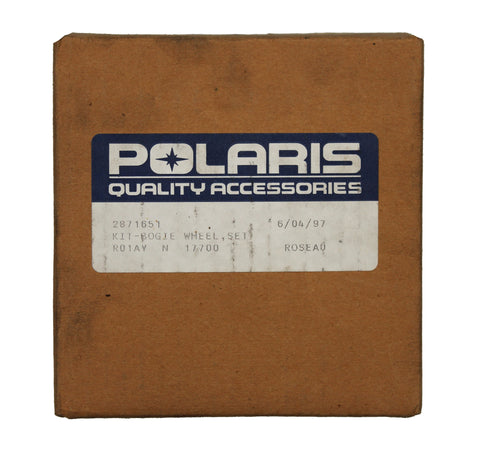 POLARIS
QUALITY ACCESSORIES
2871651 6/04/97
KIT-BOGIE WHEEL,SET
R01AY N 17700 ROSEAU